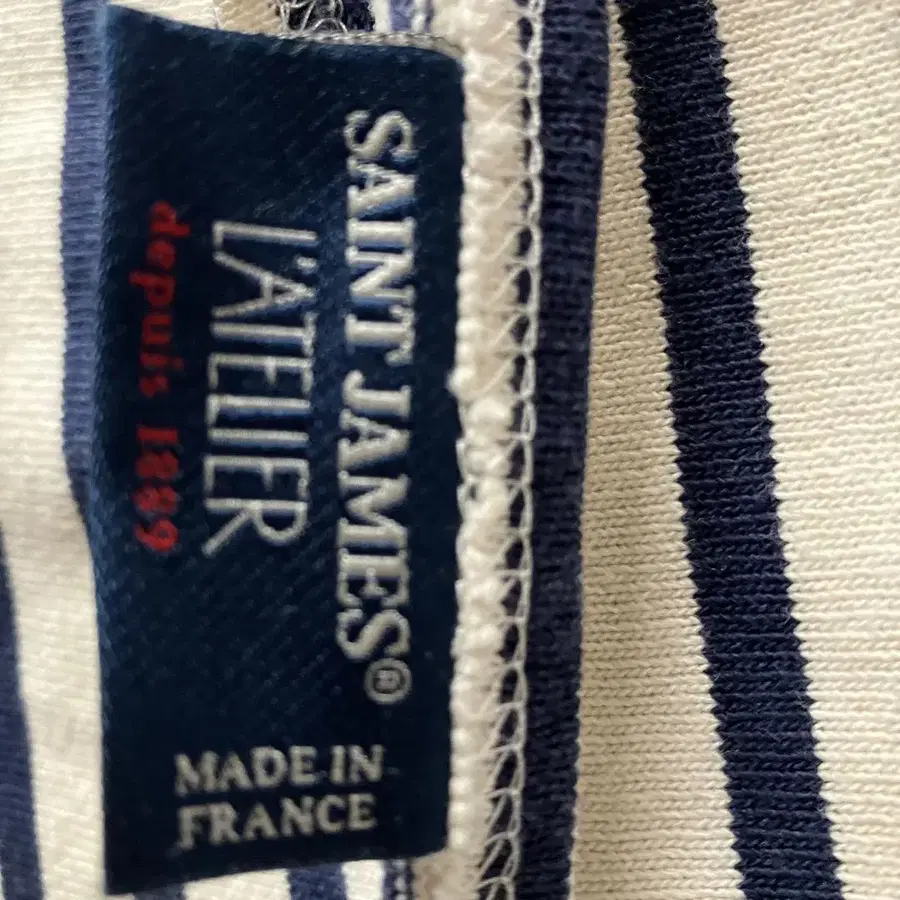 SAINT JAMES®
L'ATELIER
depuis 1889
MADE IN
FRANCE